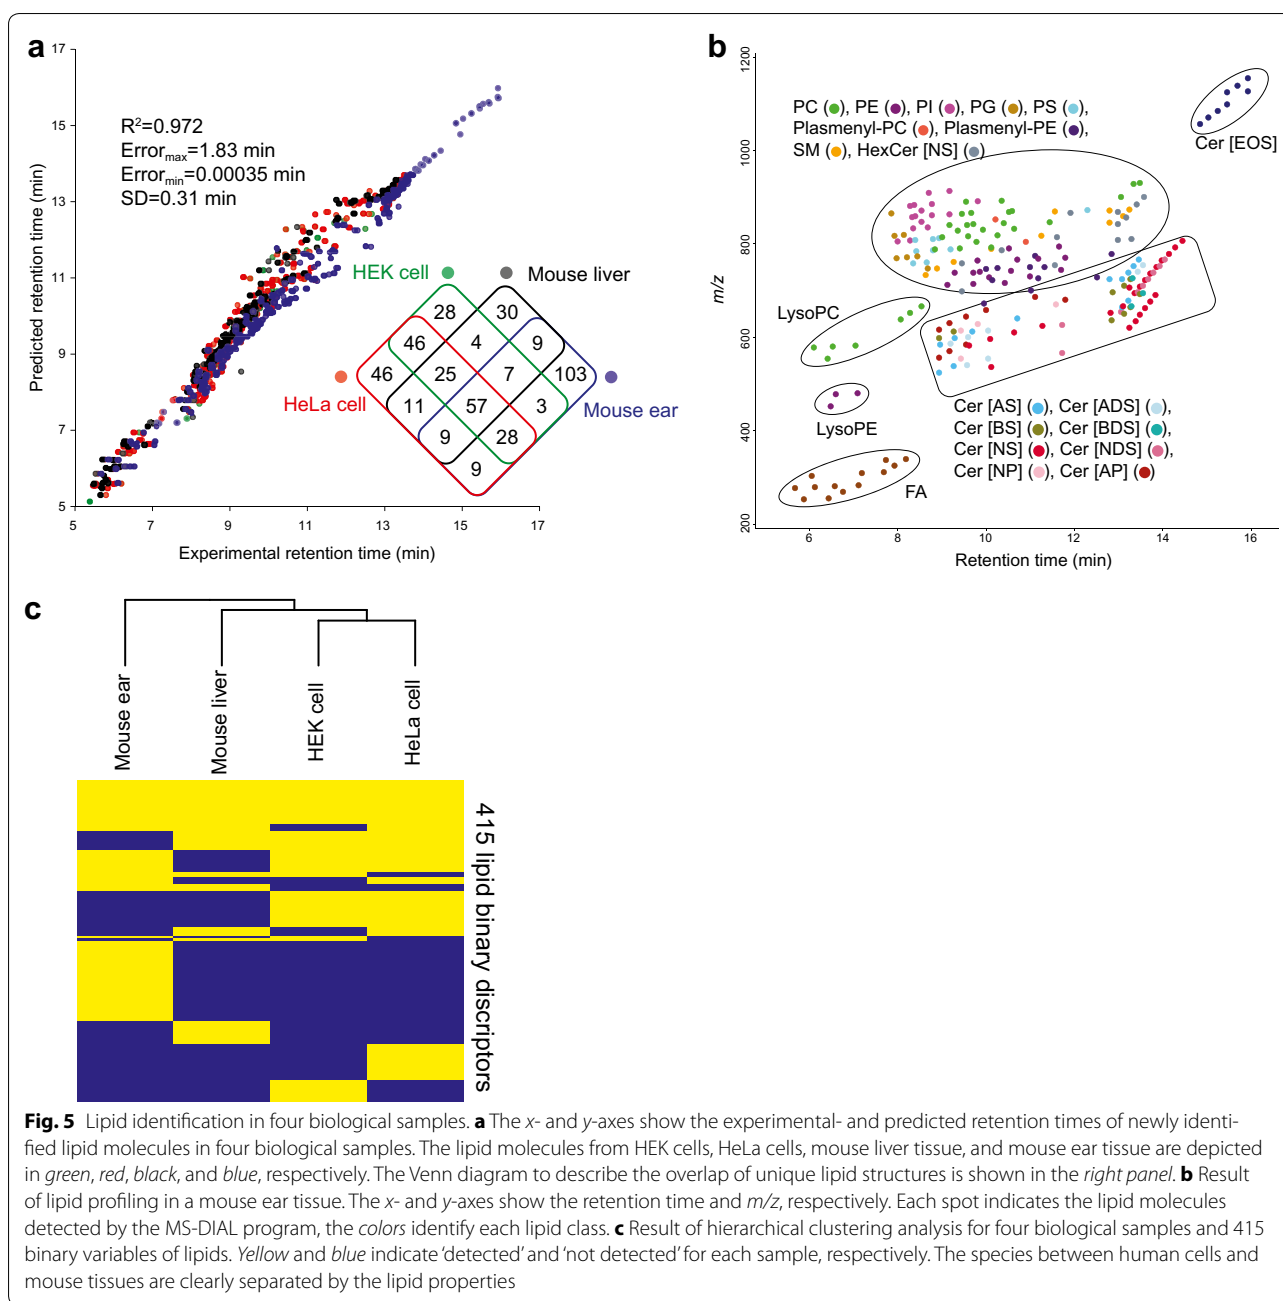 a
17
15
13
11
9
7
5
5
7
9
11
13
15
17
Predicted retention time (min)
Experimental retention time (min)
R2=0.972
Errormax=1.83 min
Errormin=0.00035 min
SD=0.31 min
HEK cell
Mouse liver
HeLa cell
Mouse ear
28
30
46
4
9
46
25
7
103
11
57
3
9
28
9
b
1200
1000
800
600
400
200
6
8
10
12
14
16
m/z
Retention time (min)
PC (), PE (), PI (), PG (), PS (),
Plasmenyl-PC (), Plasmenyl-PE (),
SM (), HexCer [NS] ()
Cer [EOS]
LysoPC
LysoPE
FA
Cer [AS] (), Cer [ADS] (),
Cer [BS] (), Cer [BDS] (),
Cer [NS] (), Cer [NDS] (),
Cer [NP] (), Cer [AP] ()
c
Mouse ear
Mouse liver
HEK cell
HeLa cell
415 lipid binary discriptors
Fig. 5 Lipid identification in four biological samples. a The x- and y-axes show the experimental- and predicted retention times of newly identi-
fied lipid molecules in four biological samples. The lipid molecules from HEK cells, HeLa cells, mouse liver tissue, and mouse ear tissue are depicted
in green, red, black, and blue, respectively. The Venn diagram to describe the overlap of unique lipid structures is shown in the right panel. b Result
of lipid profiling in a mouse ear tissue. The x- and y-axes show the retention time and m/z, respectively. Each spot indicates the lipid molecules
detected by the MS-DIAL program, the colors identify each lipid class. c Result of hierarchical clustering analysis for four biological samples and 415
binary variables of lipids. Yellow and blue indicate ‘detected’ and ‘not detected’ for each sample, respectively. The species between human cells and
mouse tissues are clearly separated by the lipid properties